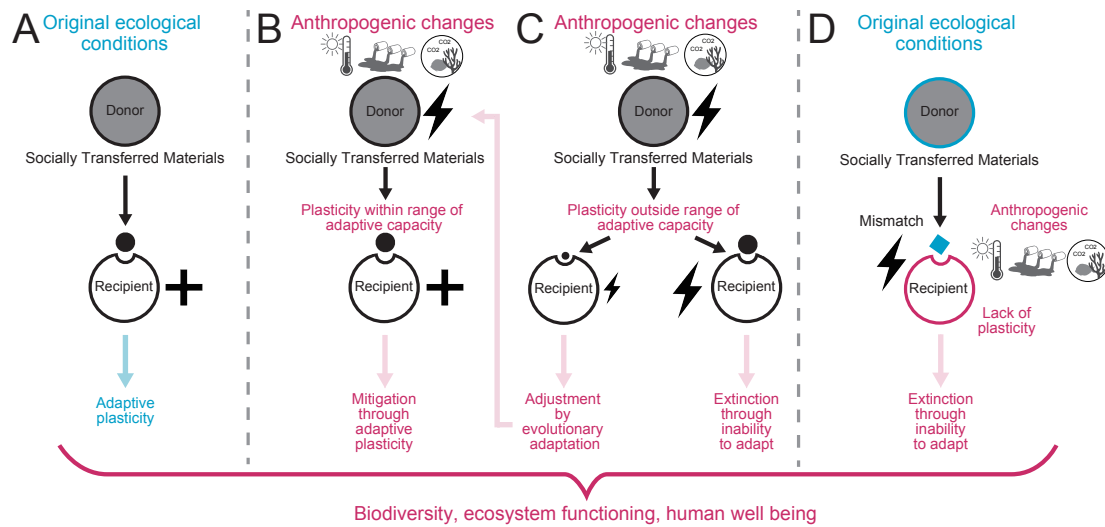 A
Original ecological
conditions
Donor
Socially Transferred Materials
Recipient
Adaptive
plasticity
B
Anthropogenic changes
CO2
CO2
Donor
Socially Transferred Materials
Plasticity within range of
adaptive capacity
Recipient
Mitigation
through
adaptive
plasticity
C
Anthropogenic changes
CO2
CO2
Donor
Socially Transferred Materials
Plasticity outside range of
adaptive capacity
Recipient
Recipient
Adjustment
by
evolutionary
adaptation
Extinction
through
inability
to adapt
D
Original ecological
conditions
Donor
Socially Transferred Materials
Mismatch
Anthropogenic
changes
CO2
CO2
Recipient
Lack of
plasticity
Extinction
through
inability
to adapt
Biodiversity, ecosystem functioning, human well being